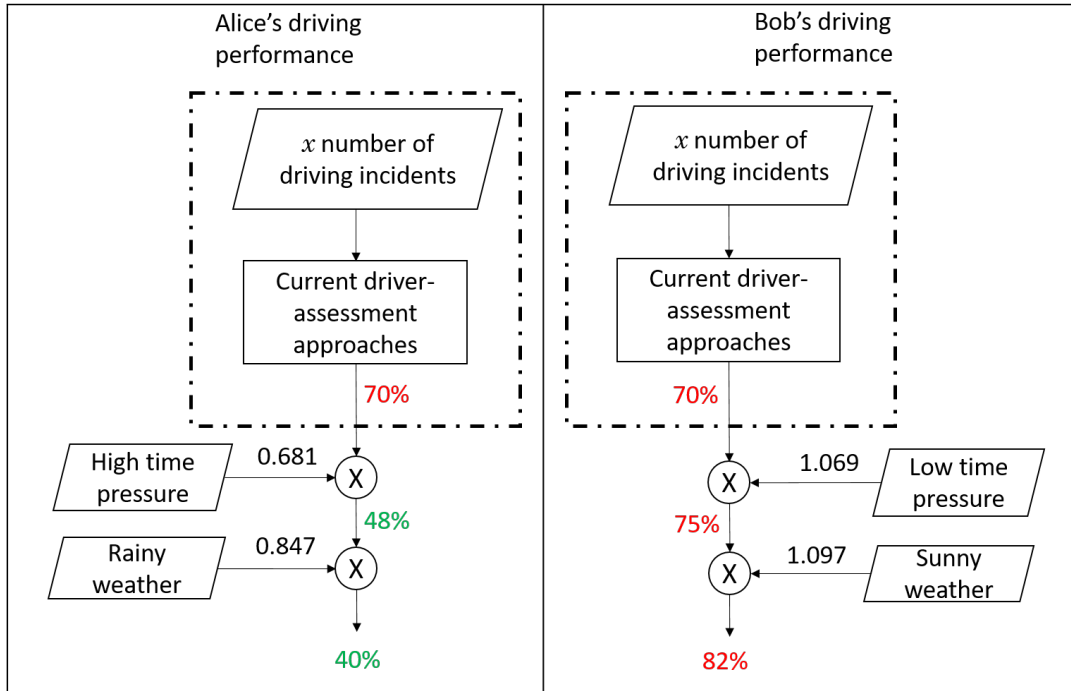 Alice’s driving
performance
x number of
driving incidents
Current driver-
assessment
approaches
70%
High time
pressure
0.681
X
48%
Rainy
weather
0.847
X
40%
Bob’s driving
performance
x number of
driving incidents
Current driver-
assessment
approaches
70%
X
1.069
Low time
pressure
75%
X
1.097
Sunny
weather
82%